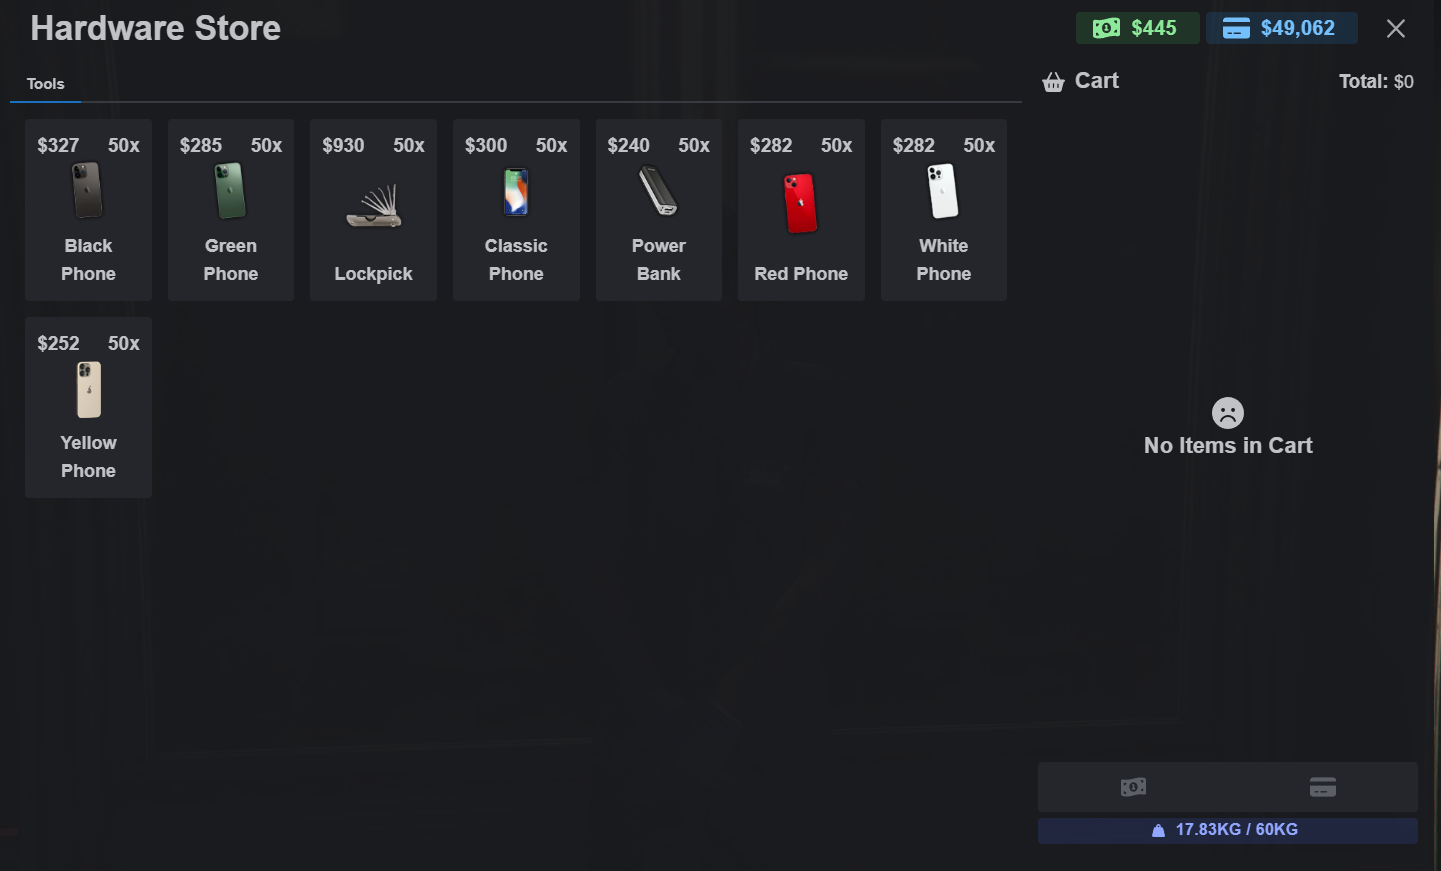 Hardware Store
$445
$49,062
Tools
Cart
Total: $0
$327 50x
Black
Phone
$285 50x
Green
Phone
$930 50x
Lockpick
$300 50x
Classic
Phone
$240 50x
Power
Bank
$282 50x
Red Phone
$282 50x
White
Phone
$252 50x
Yellow
Phone
No Items in Cart
17.83KG / 60KG